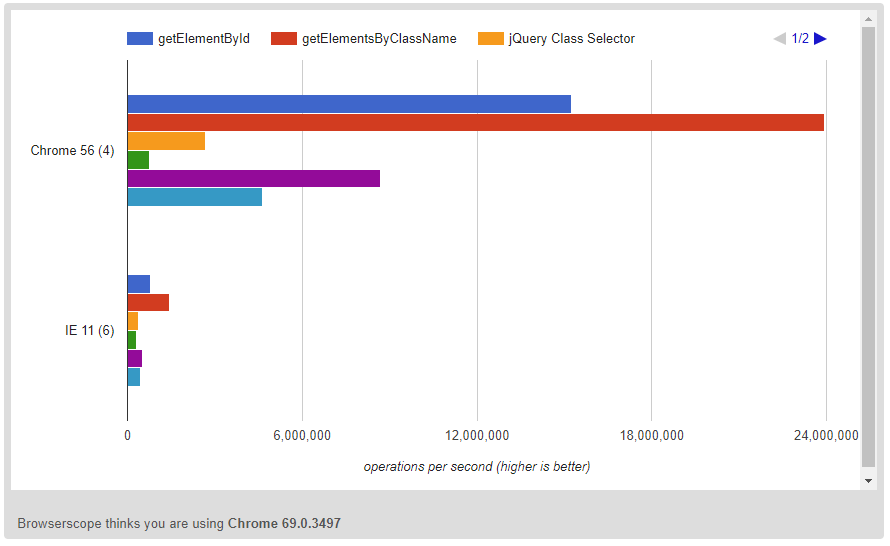 getElementById getElementsByClassName jQuery Class Selector 1/2
Chrome 56 (4)
IE 11 (6)
0 6,000,000 12,000,000 18,000,000 24,000,000
operations per second (higher is better)
Browserscope thinks you are using Chrome 69.0.3497